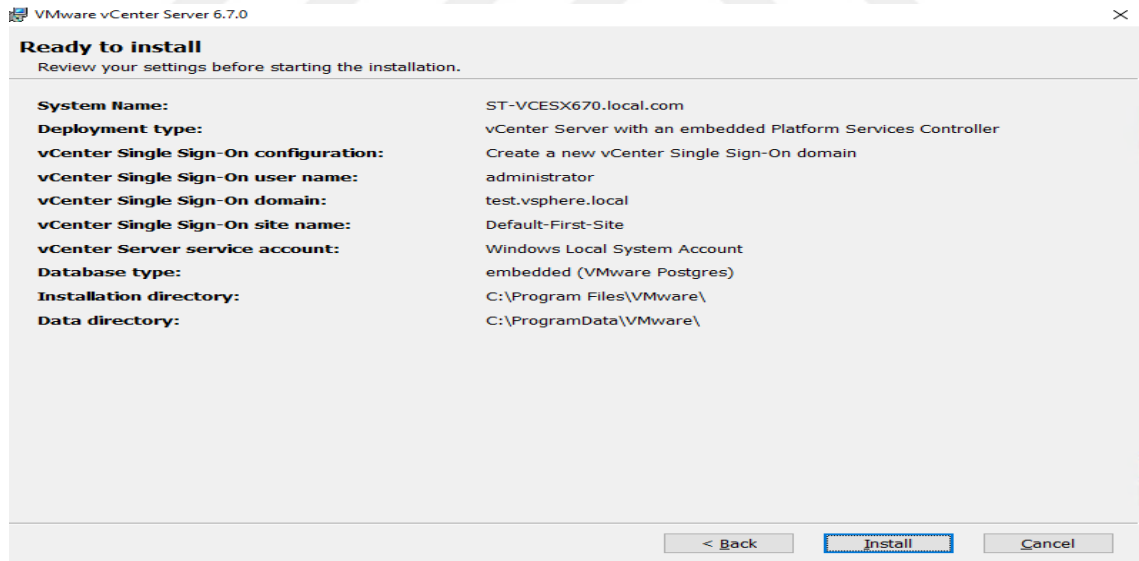 VMware vCenter Server 6.7.0
Ready to install
Review your settings before starting the installation.
System Name: ST-VCESX670.local.com
Deployment type: vCenter Server with an embedded Platform Services Controller
vCenter Single Sign-On configuration: Create a new vCenter Single Sign-On domain
vCenter Single Sign-On user name: administrator
vCenter Single Sign-On domain: test.vsphere.local
vCenter Single Sign-On site name: Default-First-Site
vCenter Server service account: Windows Local System Account
Database type: embedded (VMware Postgres)
Installation directory: C:\Program Files\VMware\
Data directory: C:\ProgramData\VMware\
< Back Install Cancel